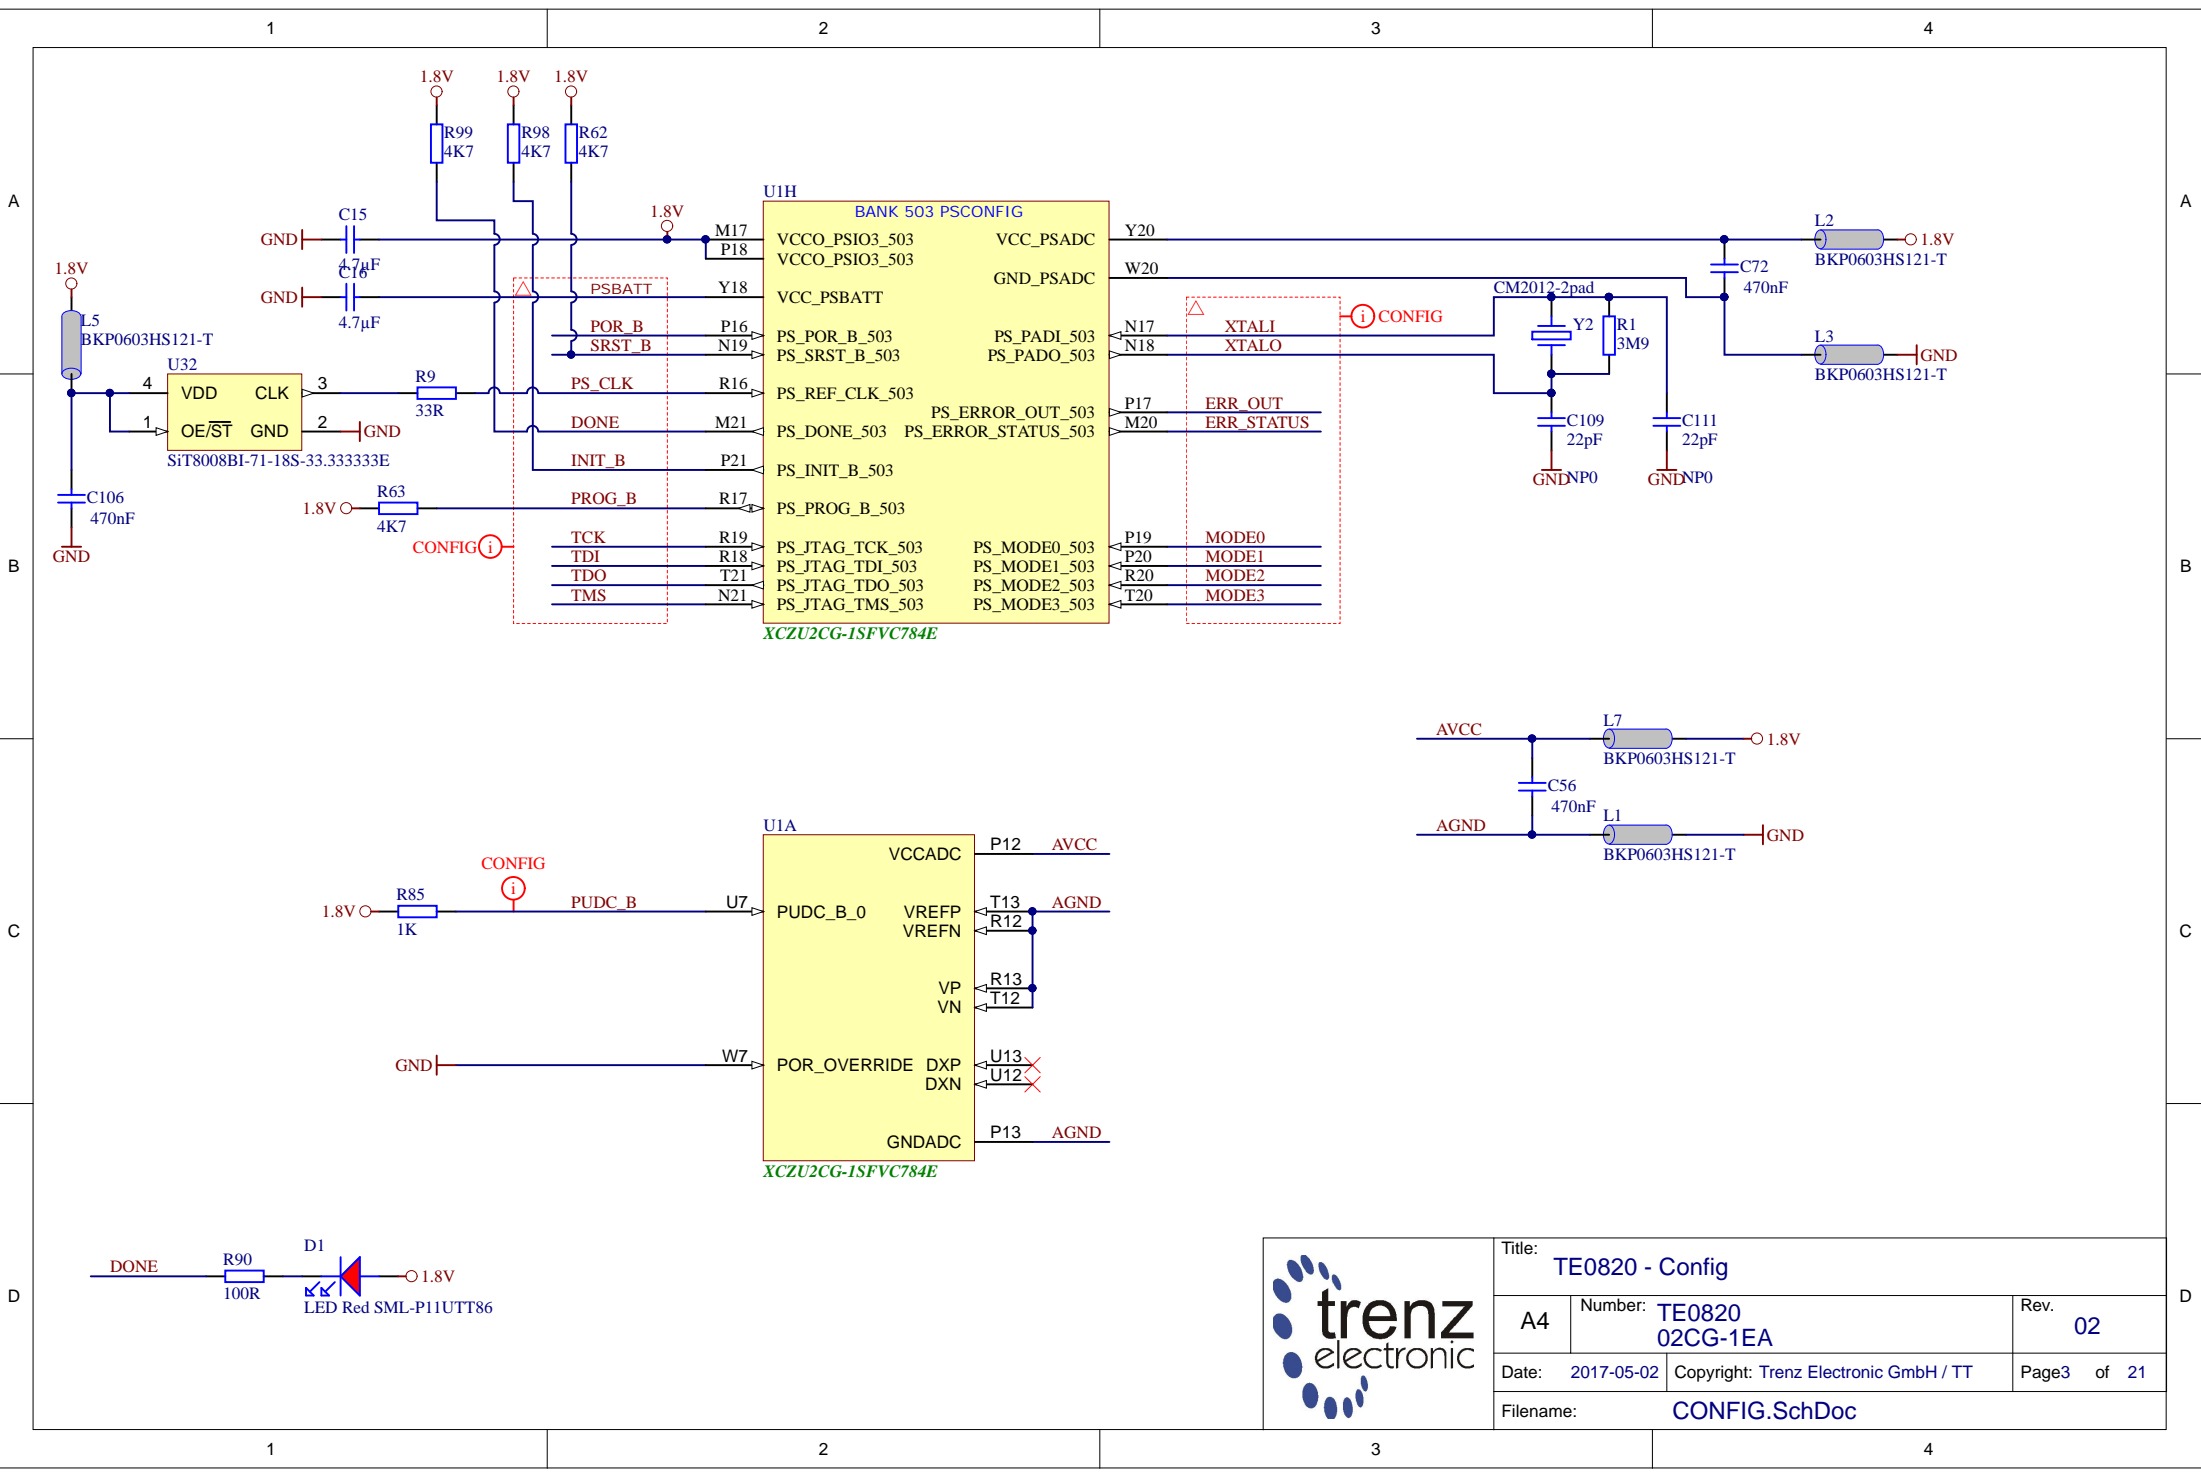 1 2 3 4
A A
B B
C C
D D
1 2 3 4
1.8V 1.8V 1.8V
R99
4K7
R98
4K7
R62
4K7
C15
GND
4.7µF
1.8V
C16
GND
4.7µF
PSBATT
POR_B
SRST_B
PS_CLK
DONE
INIT_B
PROG_B
TCK
TDI
TDO
TMS
CONFIG i
1.8V
L5
BKP0603HS121-T
U32
4 VDD CLK 3
1 OE/ST GND 2 GND
SiT8008BI-71-18S-33.333333E
R9
33R
C106
470nF
GND
1.8V
R63
4K7
U1H
BANK 503 PSCONFIG
M17 VCCO_PSIO3_503
P18 VCCO_PSIO3_503
Y18 VCC_PSBATT
P16 PS_POR_B_503
N19 PS_SRST_B_503
R16 PS_REF_CLK_503
M21 PS_DONE_503
P21 PS_INIT_B_503
R17 PS_PROG_B_503
R19 PS_JTAG_TCK_503
R18 PS_JTAG_TDI_503
T21 PS_JTAG_TDO_503
N21 PS_JTAG_TMS_503
VCC_PSADC Y20
GND_PSADC W20
PS_PADI_503 N17 XTALI
PS_PADO_503 N18 XTALO
PS_ERROR_OUT_503 P17 ERR_OUT
PS_ERROR_STATUS_503 M20 ERR_STATUS
PS_MODE0_503 P19 MODE0
PS_MODE1_503 P20 MODE1
PS_MODE2_503 R20 MODE2
PS_MODE3_503 T20 MODE3
XCZU2CG-1SFVC784E
i CONFIG
CM2012-2pad
Y2
R1
3M9
C109
22pF
GND NP0
C111
22pF
GND NP0
C72
470nF
L2
1.8V
BKP0603HS121-T
L3
GND
BKP0603HS121-T
AVCC
L7
1.8V
BKP0603HS121-T
C56
470nF
AGND
L1
GND
BKP0603HS121-T
U1A
CONFIG
i
1.8V
R85
1K
PUDC_B
U7 PUDC_B_0
GND
W7 POR_OVERRIDE
VCCADC P12 AVCC
VREFP T13 AGND
VREFN R12
VP R13
VN T12
DXP U13
DXN U12
GNDADC P13 AGND
XCZU2CG-1SFVC784E
DONE
R90
100R
D1
1.8V
LED Red SML-P11UTT86
trenz
electronic
Title:
TE0820 - Config
A4
Number: TE0820
02CG-1EA
Rev.
02
Date: 2017-05-02
Copyright: Trenz Electronic GmbH / TT
Page3 of 21
Filename: CONFIG.SchDoc